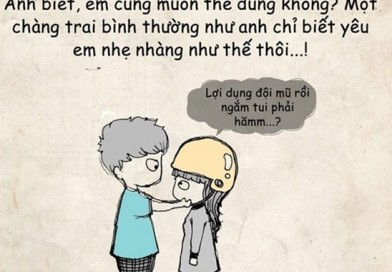 Anh biết, em cũng muốn thế đúng không? Một
chàng trai bình thường như anh chỉ biết yêu
em nhẹ nhàng như thế thôi...!
Lợi dụng đội mũ rồi
ngắm tui phải
hămm...?